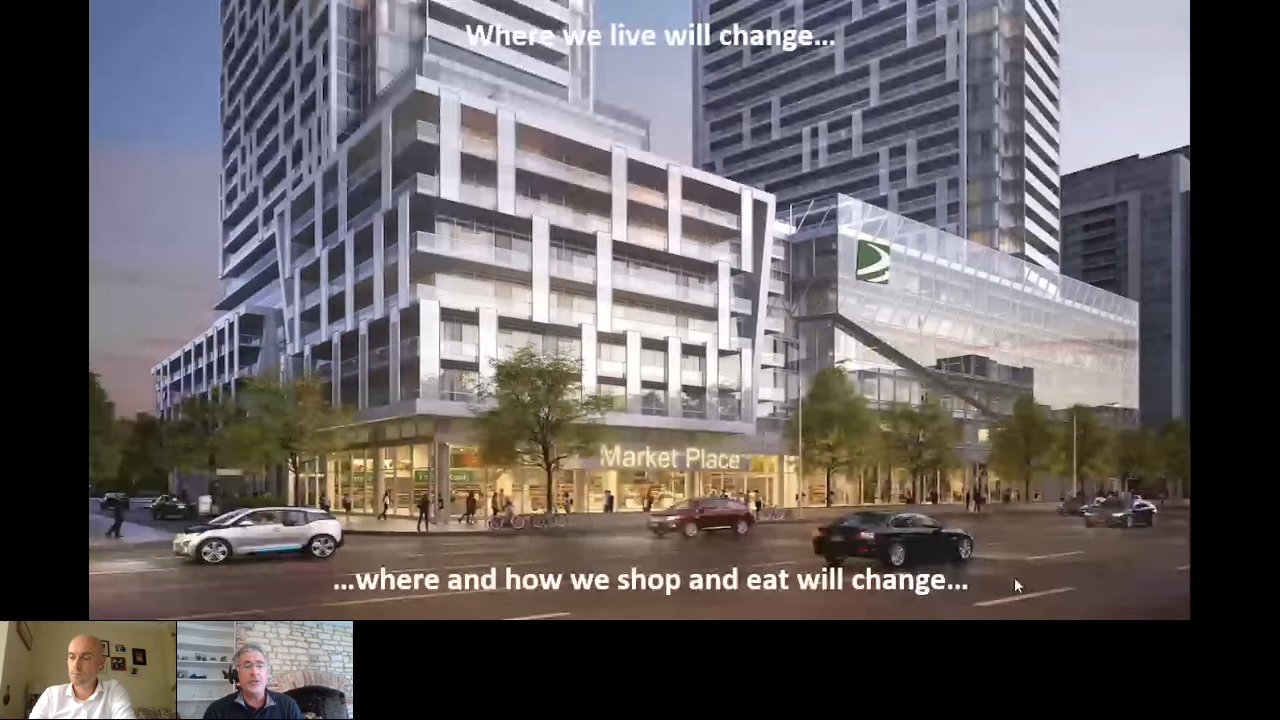 Where we live will change...
Market Place
...where and how we shop and eat will change...